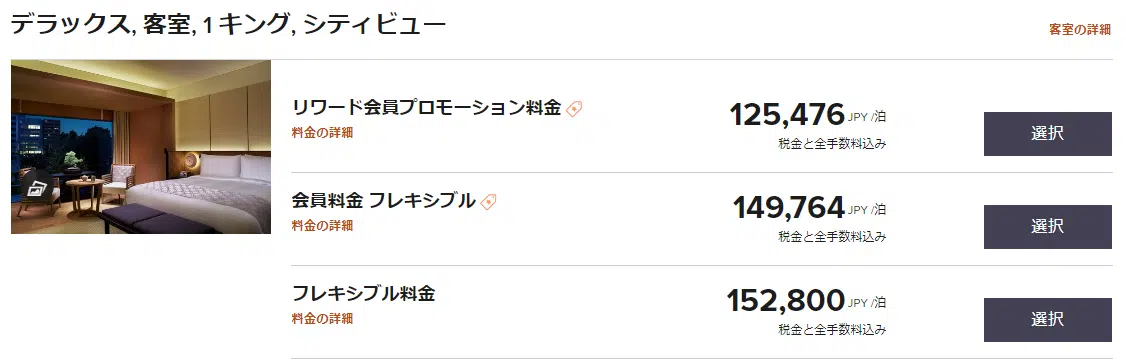 デラックス, 客室, 1 キング, シティビュー
客室の詳細
リワード会員プロモーション料金
料金の詳細
125,476 JPY /泊
税金と全手数料込み
選択
会員料金 フレキシブル
料金の詳細
149,764 JPY /泊
税金と全手数料込み
選択
フレキシブル料金
料金の詳細
152,800 JPY /泊
税金と全手数料込み
選択